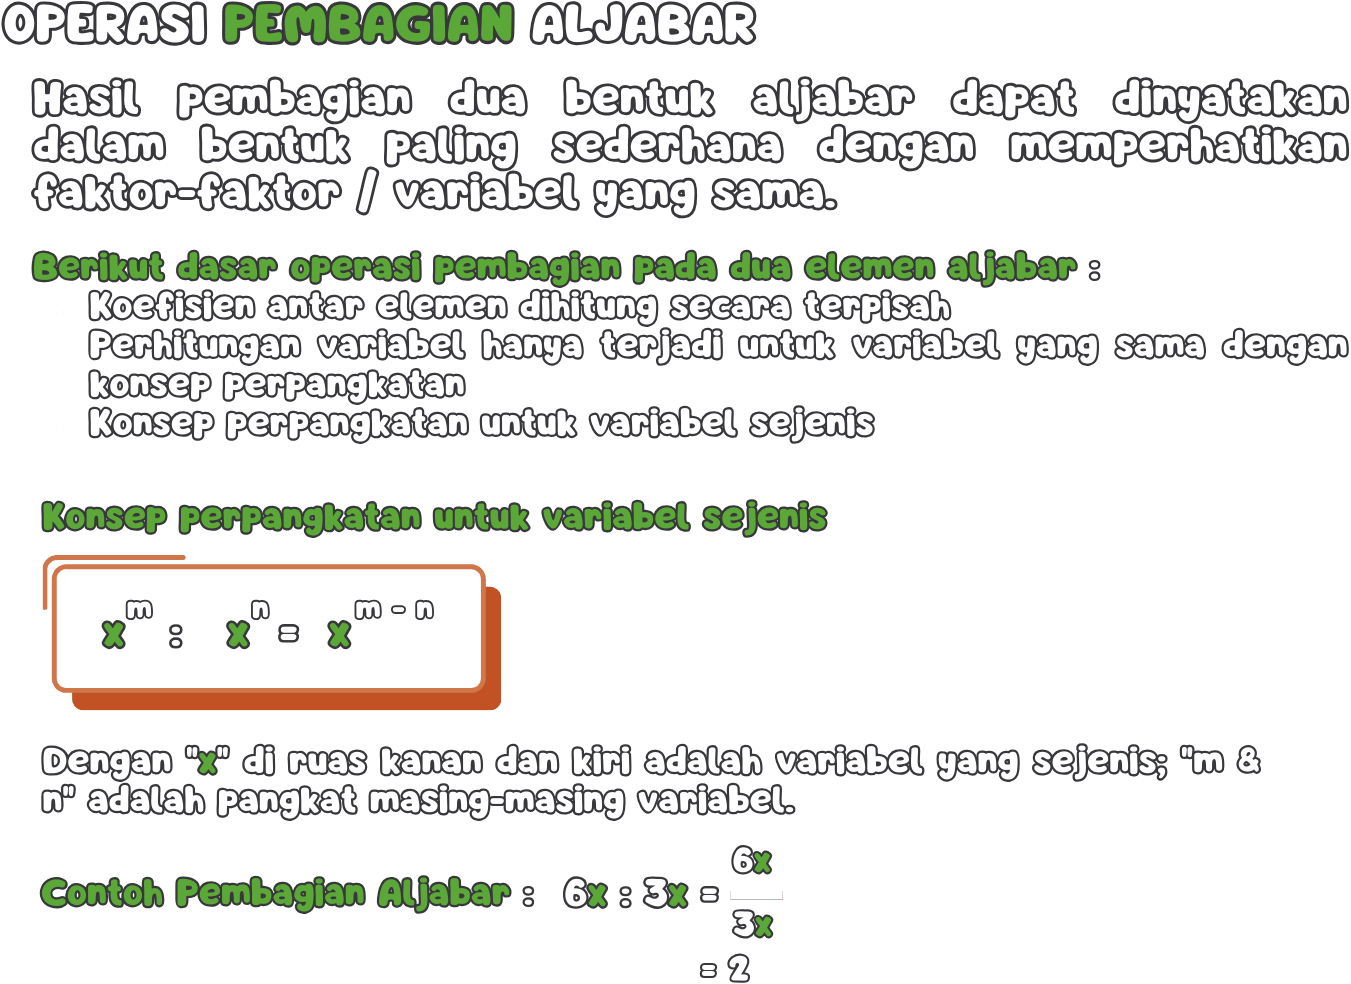 OPERASI PEMBAGIAN ALJABAR
Hasil pembagian dua bentuk aljabar dapat dinyatakan
dalam bentuk paling sederhana dengan memperhatikan
faktor-faktor / variabel yang sama.
Berikut dasar operasi pembagian pada dua elemen aljabar :
Koefisien antar elemen dihitung secara terpisah
Perhitungan variabel hanya terjadi untuk variabel yang sama dengan
konsep perpangkatan
Konsep perpangkatan untuk variabel sejenis
Konsep perpangkatan untuk variabel sejenis
x^m : x^n = x^(m - n)
Dengan "x" di ruas kanan dan kiri adalah variabel yang sejenis; "m &
n" adalah pangkat masing-masing variabel.
Contoh Pembagian Aljabar : 6x : 3x = 6x
3x
= 2